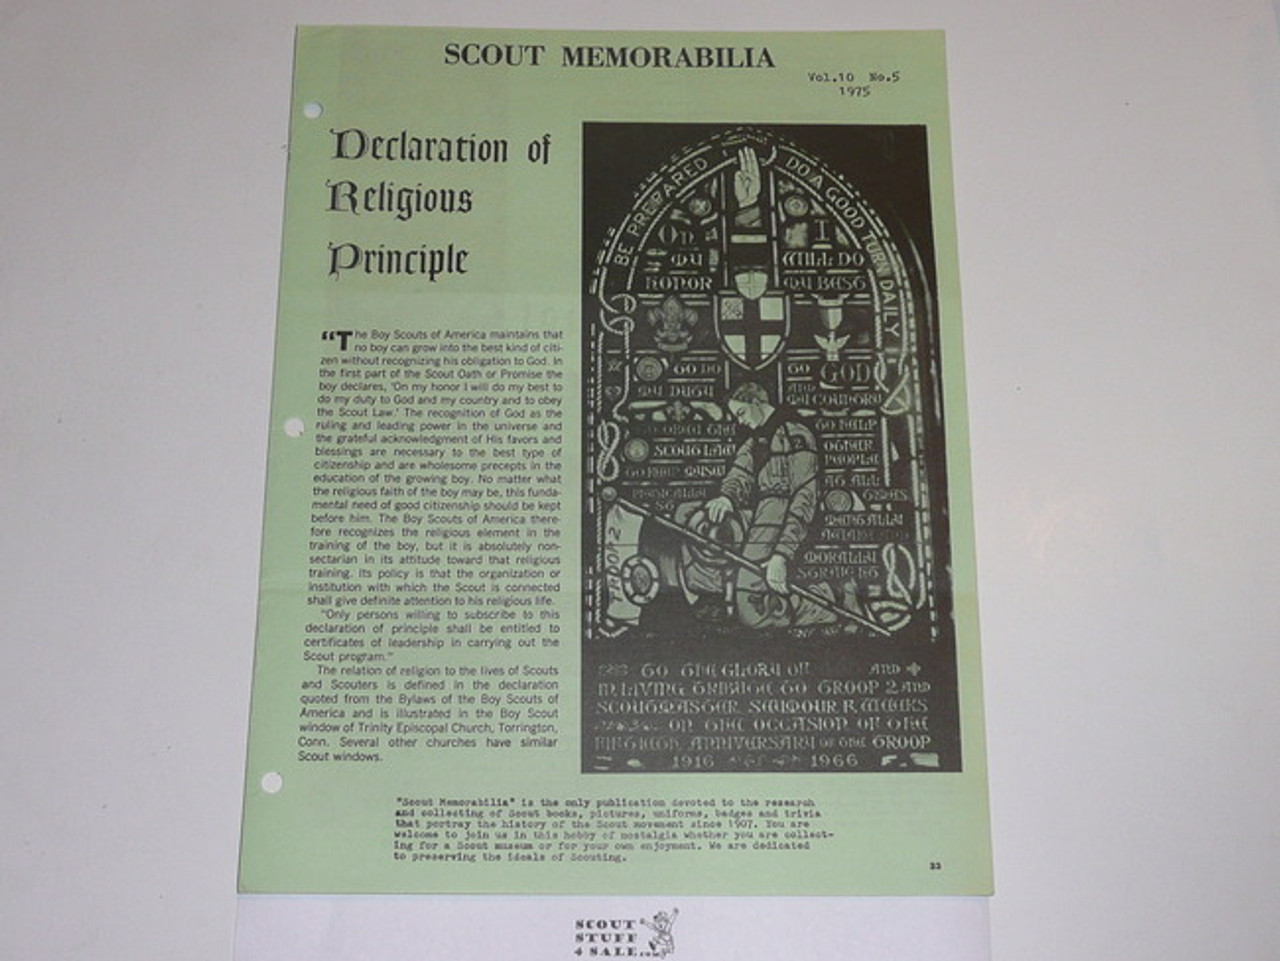 SCOUT MEMORABILIA
Vol.10 No.5
1975
Declaration of
Religious
Principle
"The Boy Scouts of America maintains that
no boy can grow into the best kind of citi-
zen without recognizing his obligation to God. In
the first part of the Scout Oath or Promise the
boy declares, 'On my honor I will do my best to
do my duty to God and my country and to obey
the Scout Law.' The recognition of God as the
ruling and leading power in the universe and
the grateful acknowledgment of His favors and
blessings are necessary to the best type of
citizenship and are wholesome precepts in the
education of the growing boy. No matter what
the religious faith of the boy may be, this funda-
mental need of good citizenship should be kept
before him. The Boy Scouts of America there-
fore recognizes the religious element in the
training of the boy, but it is absolutely non-
sectarian in its attitude toward that religious
training. Its policy is that the organization or
institution with which the Scout is connected
shall give definite attention to his religious life.
"Only persons willing to subscribe to this
declaration of principle shall be entitled to
certificates of leadership in carrying out the
Scout program."
The relation of religion to the lives of Scouts
and Scouters is defined in the declaration
quoted from the Bylaws of the Boy Scouts of
America and is illustrated in the Boy Scout
window of Trinity Episcopal Church, Torrington,
Conn. Several other churches have similar
Scout windows.
BE PREPARED
DO A GOOD TURN DAILY
On I
MY WILL DO
HONOR MY BEST
TO DO TO GOD
MY DUTY AND
MY COUNTRY
TO OBEY THE TO HELP
SCOUT LAW OTHER
PEOPLE
TO KEEP MYSELF AT ALL
PHYSICALLY TIMES
MENTALLY
AWAKE AND
MORALLY
STRAIGHT
TROOP 2
TO THE GLORY OF AND
IN LIVING TRIBUTE TO TROOP 2 AND
SCOUTMASTER SEYMOUR R WEEKS
ON THE OCCASION OF THE
FIFTIETH ANNIVERSARY OF THE TROOP
1916 1966
"Scout Memorabilia" is the only publication devoted to the research
and collecting of Scout books, pictures, uniforms, badges and trivia
that portray the history of the Scout movement since 1907. You are
welcome to join us in this hobby of nostalgia whether you are collect-
ing for a Scout museum or for your own enjoyment. We are dedicated
to preserving the ideals of Scouting.
33
SCOUT
STUFF
4 SALE.com